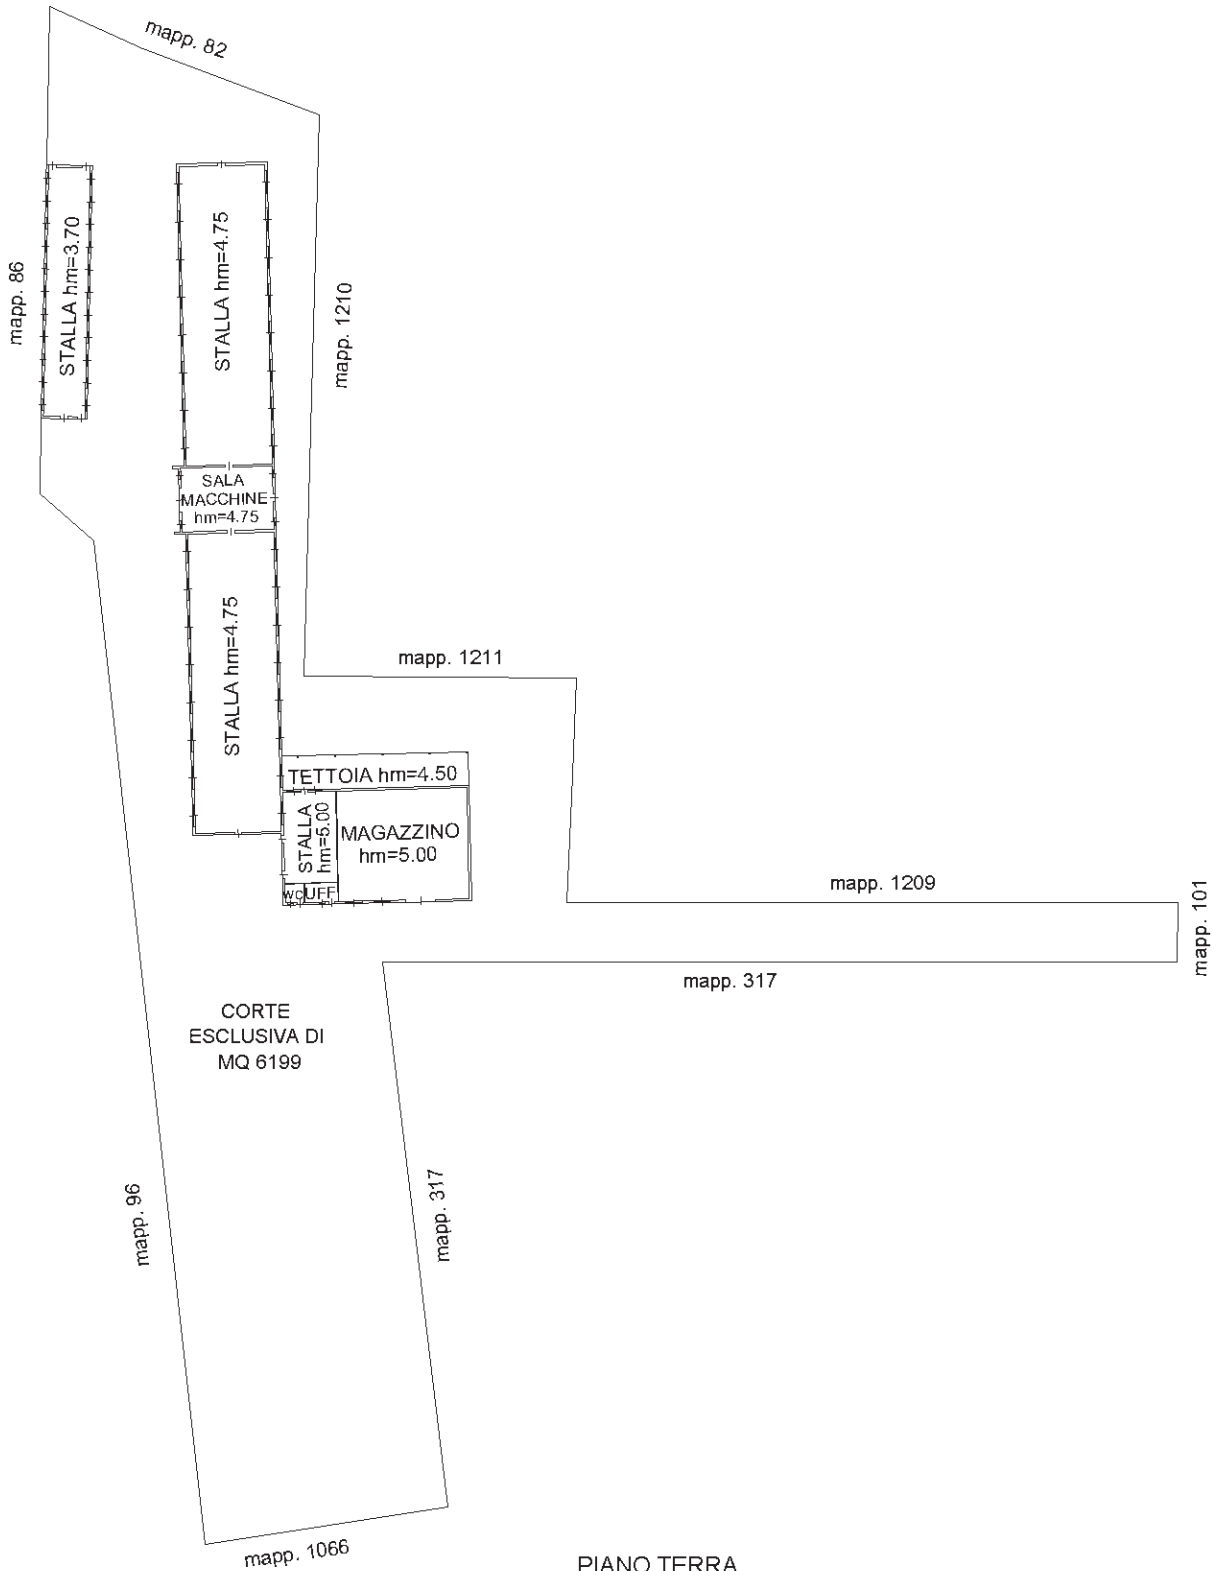 mapp. 82
mapp. 86
STALLA hm=3.70
STALLA hm=4.75
mapp. 1210
SALA
MACCHINE
hm=4.75
STALLA hm=4.75
mapp. 1211
TETTOIA hm=4.50
STALLA
hm=5.00
MAGAZZINO
hm=5.00
wc
UFF
mapp. 1209
mapp. 101
mapp. 317
CORTE
ESCLUSIVA DI
MQ 6199
mapp. 96
mapp. 317
mapp. 1066
PIANO TERRA